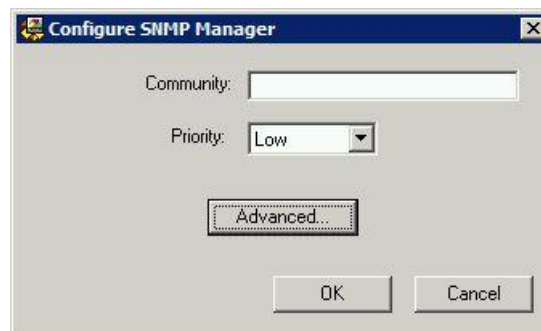 Configure SNMP Manager
Community:
Priority: Low
Advanced...
OK Cancel